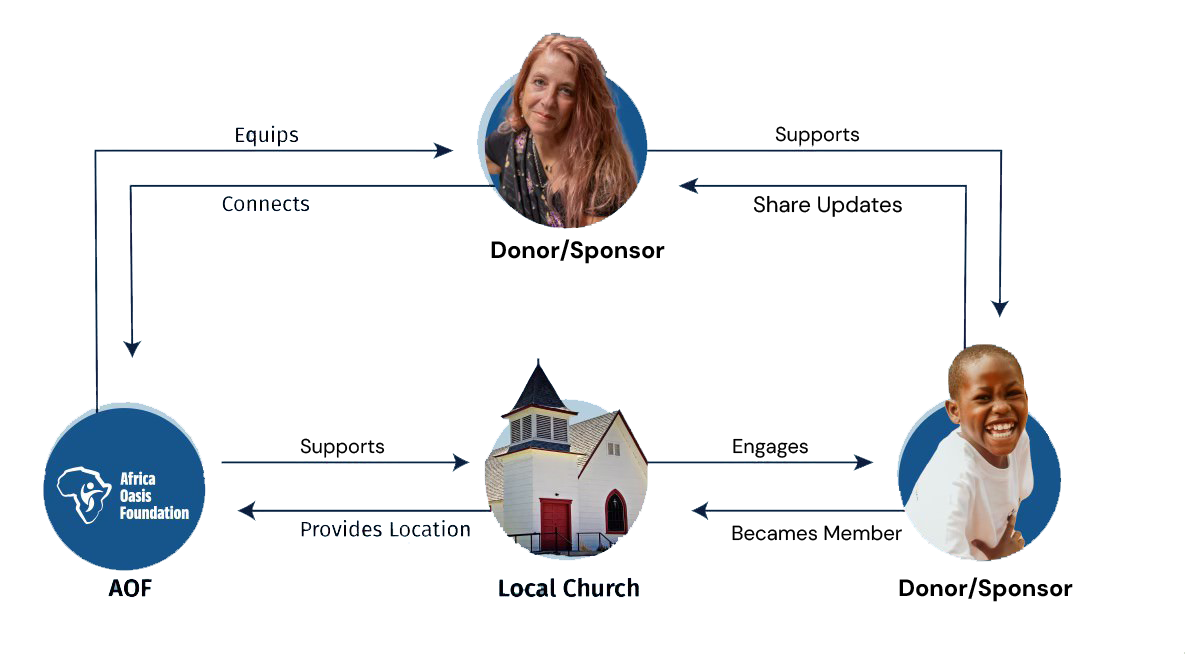 Equips
Supports
Connects
Share Updates
Donor/Sponsor
Supports
Engages
Africa
Oasis
Foundation
Provides Location
Becames Member
AOF
Local Church
Donor/Sponsor